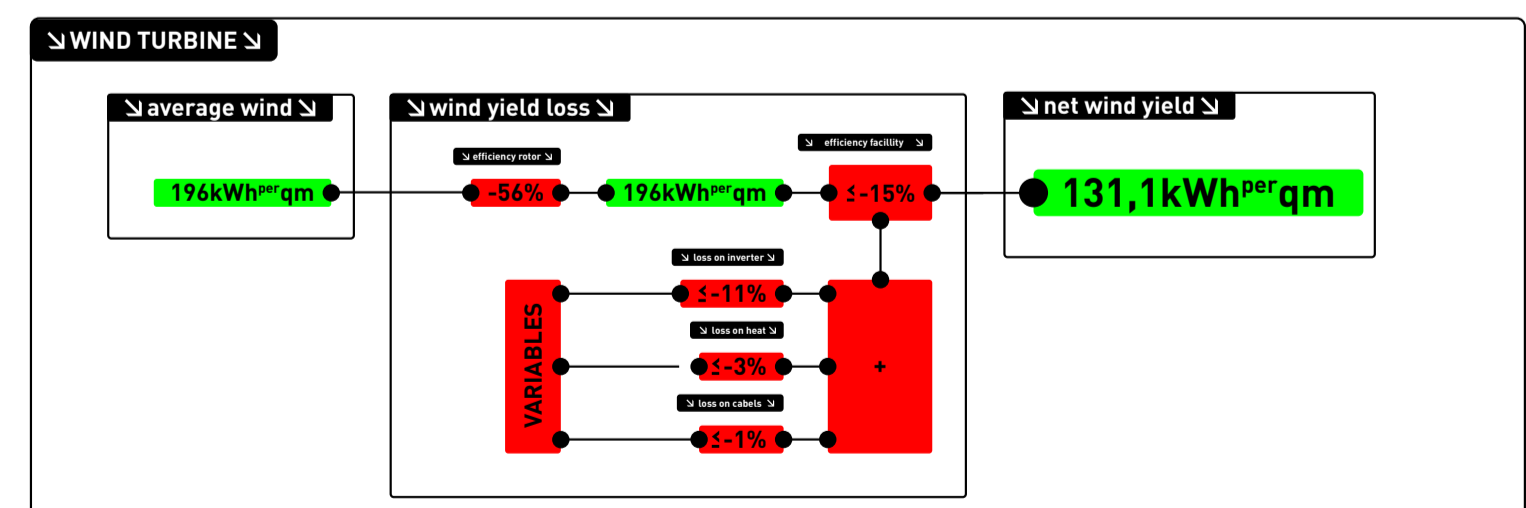 ↘ WIND TURBINE ↘
↘ average wind ↘
196kWhᵖᵉʳqm
↘ wind yield loss ↘
↘ efficiency rotor ↘
-56%
196kWhᵖᵉʳqm
↘ efficiency facillity ↘
≤-15%
↘ net wind yield ↘
131,1kWhᵖᵉʳqm
VARIABLES
↘ loss on inverter ↘
≤-11%
↘ loss on heat ↘
≤-3%
↘ loss on cabels ↘
≤-1%
+